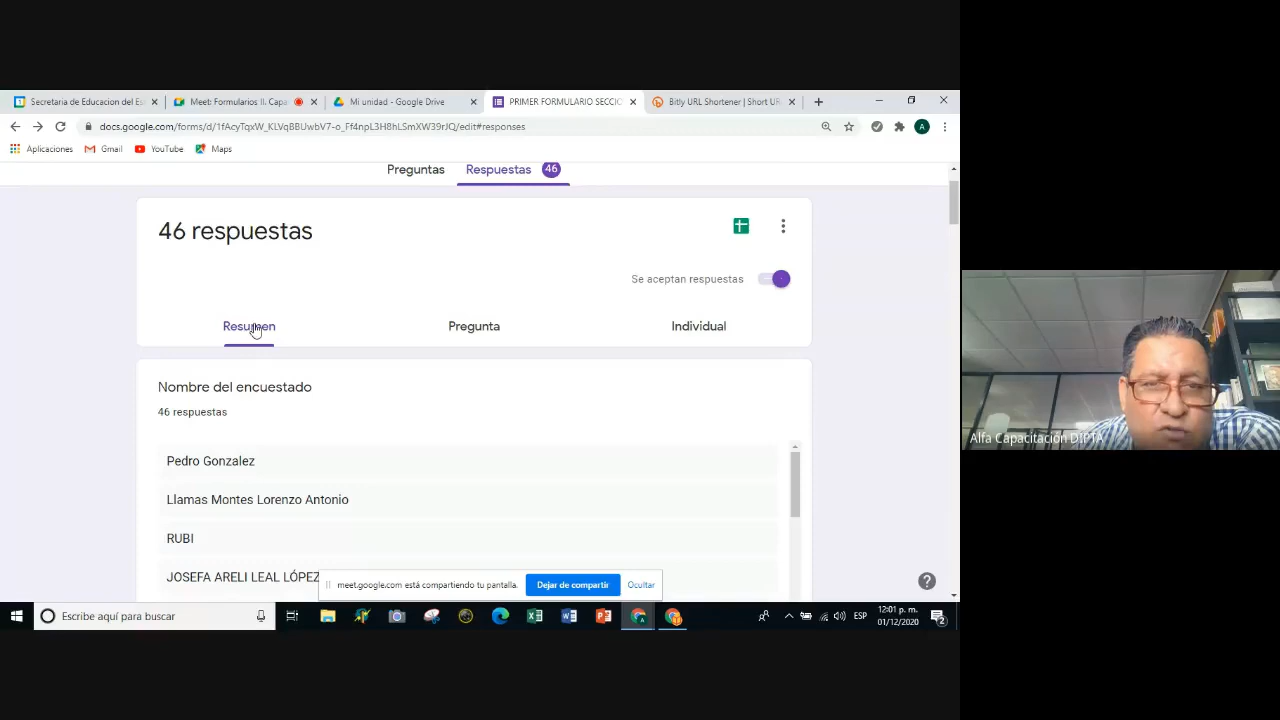 Secretaria de Educacion del Es
Meet: Formularios II. Capa
Mi unidad - Google Drive
PRIMER FORMULARIO SECCIO
Bitly URL Shortener | Short UR
docs.google.com/forms/d/1fAcyTqxW_KLVqBBUwbV7-o_Ff4npL3H8hLSmXW39rJQ/edit#responses
Aplicaciones
Gmail
YouTube
Maps
Preguntas
Respuestas 46
46 respuestas
Se aceptan respuestas
Resumen
Pregunta
Individual
Nombre del encuestado
46 respuestas
Pedro Gonzalez
Llamas Montes Lorenzo Antonio
RUBI
JOSEFA ARELI LEAL LÓPEZ
meet.google.com está compartiendo tu pantalla.
Dejar de compartir
Ocultar
Alfa Capacitación DIPTA
Escribe aquí para buscar
ESP
12:01 p. m.
01/12/2020
2